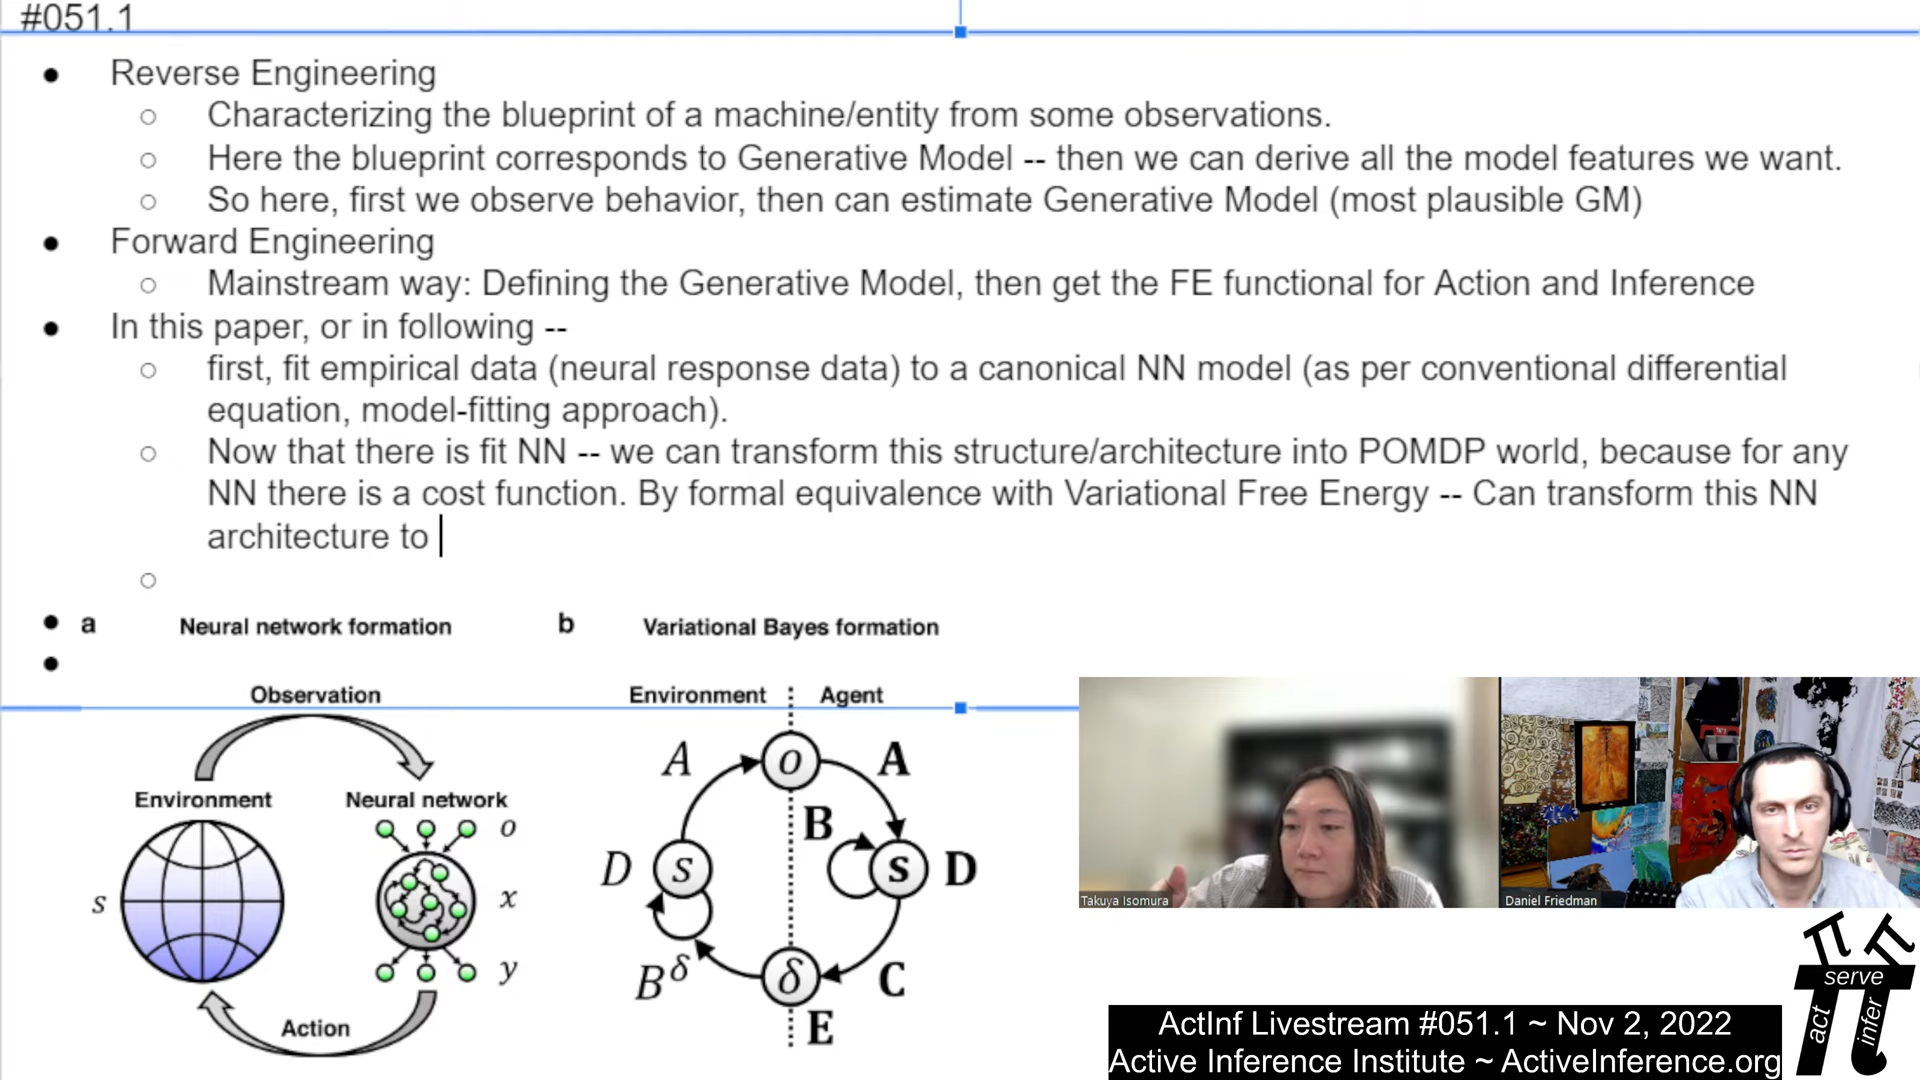 #051.1
● Reverse Engineering
○ Characterizing the blueprint of a machine/entity from some observations.
○ Here the blueprint corresponds to Generative Model -- then we can derive all the model features we want.
○ So here, first we observe behavior, then can estimate Generative Model (most plausible GM)
● Forward Engineering
○ Mainstream way: Defining the Generative Model, then get the FE functional for Action and Inference
● In this paper, or in following --
○ first, fit empirical data (neural response data) to a canonical NN model (as per conventional differential
equation, model-fitting approach).
○ Now that there is fit NN -- we can transform this structure/architecture into POMDP world, because for any
NN there is a cost function. By formal equivalence with Variational Free Energy -- Can transform this NN
architecture to
○
● a Neural network formation b Variational Bayes formation
●
Observation
Environment Neural network
s
o
x
y
Action
Environment Agent
A o A
B
D s s D
B^δ δ C
E
Takuya Isomura
Daniel Friedman
ActInf Livestream #051.1 ~ Nov 2, 2022
Active Inference Institute ~ ActiveInference.org
π π
serve
act
infer